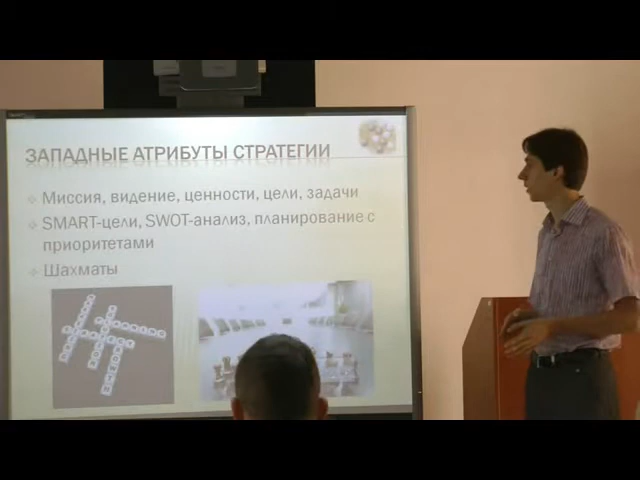 ЗАПАДНЫЕ АТРИБУТЫ СТРАТЕГИИ
Миссия, видение, ценности, цели, задачи
SMART-цели, SWOT-анализ, планирование с
приоритетами
Шахматы